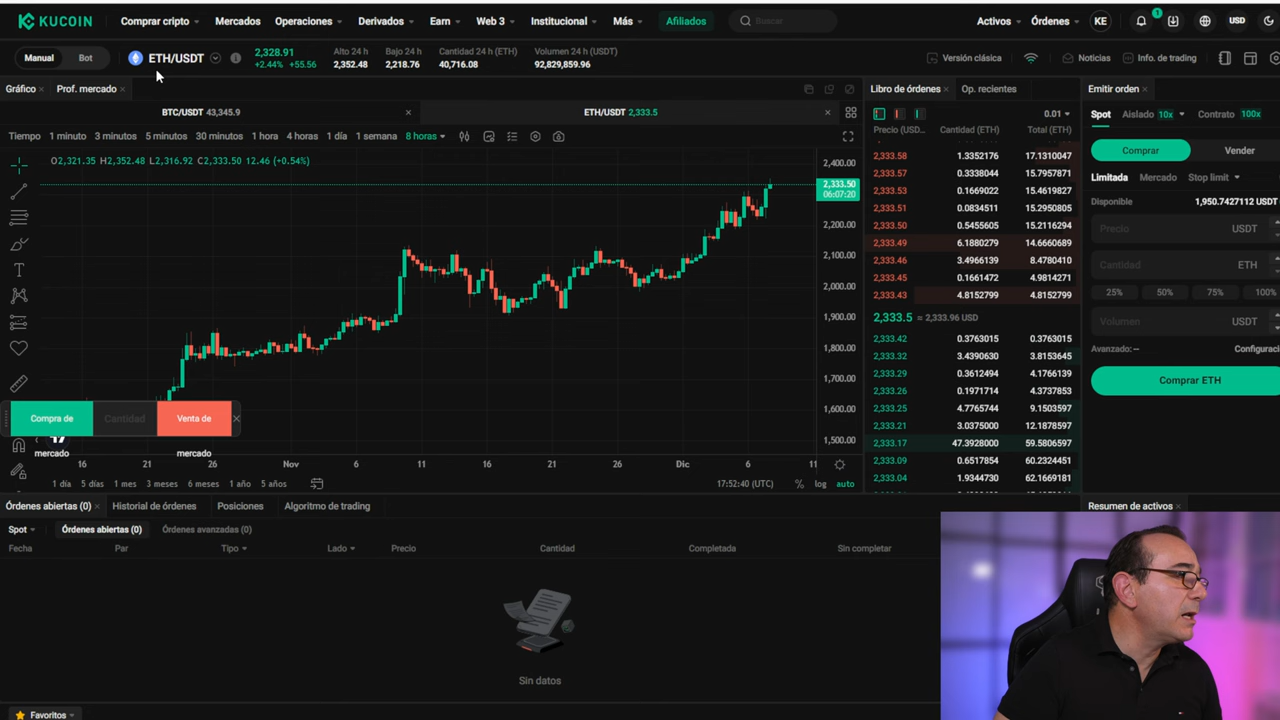 KUCOIN Comprar cripto Mercados Operaciones Derivados Earn Web 3 Institucional Más Afiliados Buscar Activos Órdenes KE 1 USD
Manual Bot ETH/USDT 2,328.91 +2.44% +55.56 Alto 24 h 2,352.48 Bajo 24 h 2,218.76 Cantidad 24 h (ETH) 40,716.08 Volumen 24 h (USDT) 92,829,859.96 Versión clásica Noticias Info. de trading
Gráfico Prof. mercado
BTC/USDT 43,345.9 ETH/USDT 2,333.5
Tiempo 1 minuto 3 minutos 5 minutos 30 minutos 1 hora 4 horas 1 día 1 semana 8 horas
O2,321.35 H2,352.48 L2,316.92 C2,333.50 12.46 (+0.54%)
2,400.00
2,333.50
06:07:20
2,200.00
2,100.00
2,000.00
1,900.00
1,800.00
1,700.00
1,600.00
1,500.00
Compra de mercado Cantidad Venta de mercado
16 21 26 Nov 6 11 16 21 26 Dic 6 11
1 día 5 días 1 mes 3 meses 6 meses 1 año 5 años 17:52:40 (UTC) % log auto
Libro de órdenes Op. recientes
0.01
Precio (USD... Cantidad (ETH) Total (ETH)
2,333.58 1.3352176 17.1310047
2,333.57 0.3338044 15.7957871
2,333.53 0.1669022 15.4619827
2,333.51 0.0834511 15.2950805
2,333.50 0.5455605 15.2116294
2,333.49 6.1880279 14.6660689
2,333.46 3.4966139 8.4780410
2,333.45 0.1661472 4.9814271
2,333.43 4.8152799 4.8152799
2,333.5 ≈ 2,333.96 USD
2,333.42 0.3763015 0.3763015
2,333.32 3.4390630 3.8153645
2,333.29 0.3612494 4.1766139
2,333.26 0.1971714 4.3737853
2,333.25 4.7765744 9.1503597
2,333.21 3.0375000 12.1878597
2,333.17 47.3928000 59.5806597
2,333.09 0.6517854 60.2324451
2,333.04 1.9344730 62.1669181
Emitir orden
Spot Aislado 10x Contrato 100x
Comprar Vender
Limitada Mercado Stop limit
Disponible 1,950.7427112 USDT
Precio USDT
Cantidad ETH
25% 50% 75% 100%
Volumen USDT
Avanzado: -- Configuraci
Comprar ETH
Órdenes abiertas (0) Historial de órdenes Posiciones Algoritmo de trading
Resumen de activos
Spot Órdenes abiertas (0) Órdenes avanzadas (0)
Fecha Par Tipo Lado Precio Cantidad Completada Sin completar
Sin datos
Favoritos